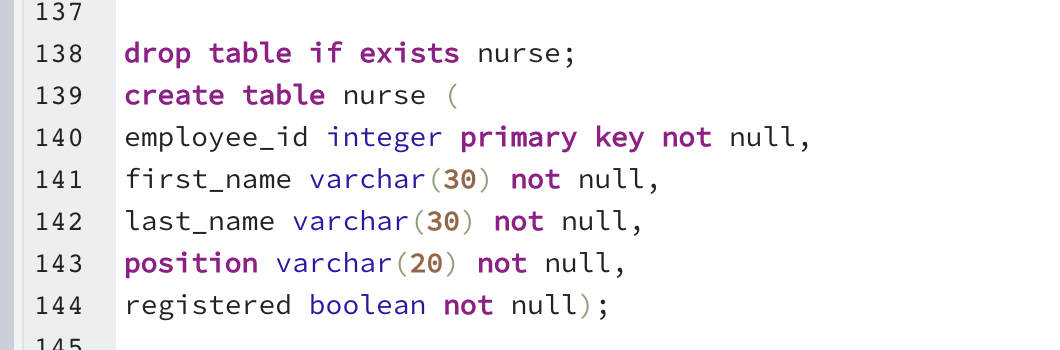 137
138 drop table if exists nurse;
139 create table nurse (
140 employee_id integer primary key not null,
141 first_name varchar(30) not null,
142 last_name varchar(30) not null,
143 position varchar(20) not null,
144 registered boolean not null);
145